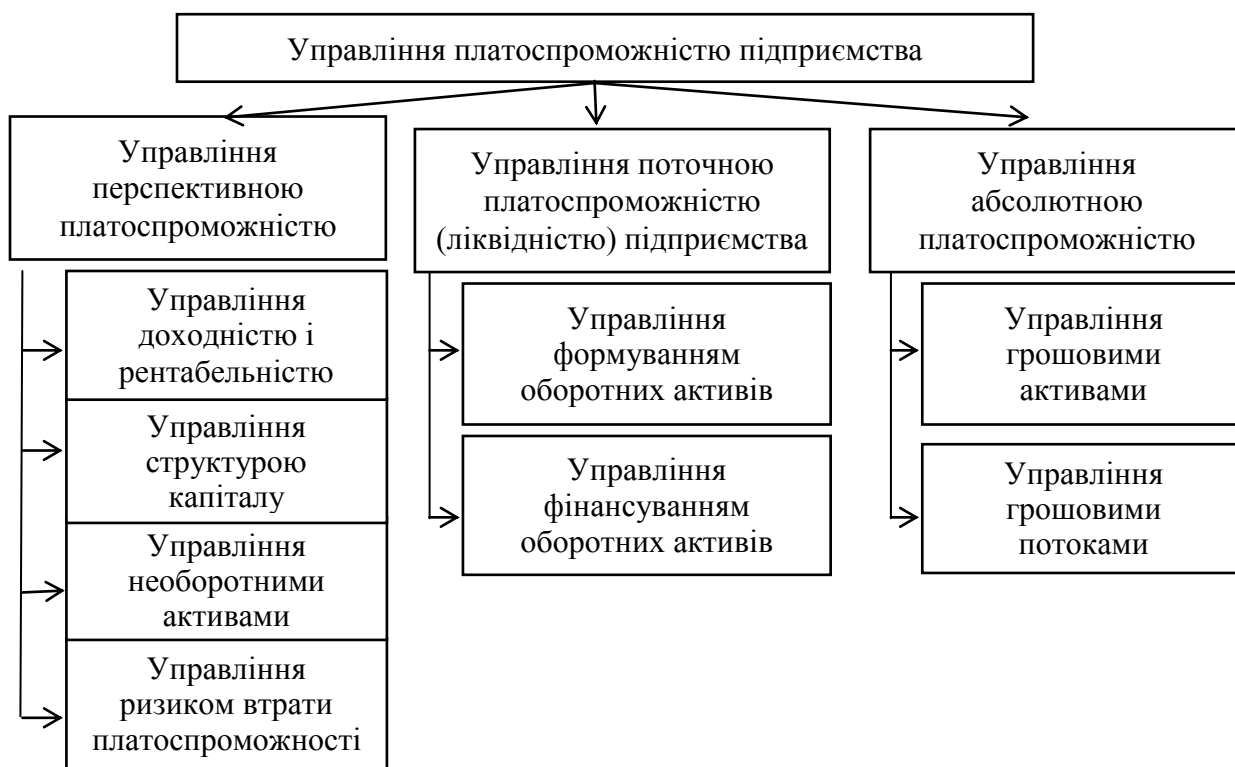 Управління платоспроможністю підприємства
Управління
перспективною
платоспроможністю
Управління поточною
платоспроможністю
(ліквідністю) підприємства
Управління
абсолютною
платоспроможністю
Управління
доходністю і
рентабельністю
Управління
структурою
капіталу
Управління
необоротними
активами
Управління
ризиком втрати
платоспроможності
Управління
формуванням
оборотних активів
Управління
фінансуванням
оборотних активів
Управління
грошовими
активами
Управління
грошовими
потоками